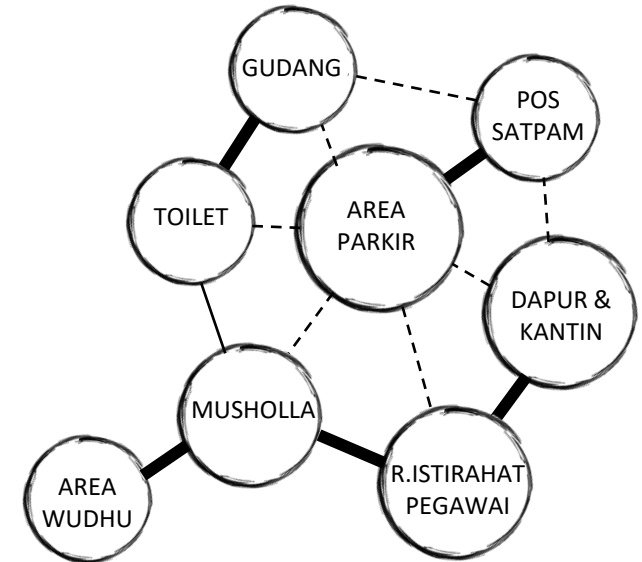 GUDANG
POS
SATPAM
TOILET
AREA
PARKIR
DAPUR &
KANTIN
MUSHOLLA
R.ISTIRAHAT
PEGAWAI
AREA
WUDHU